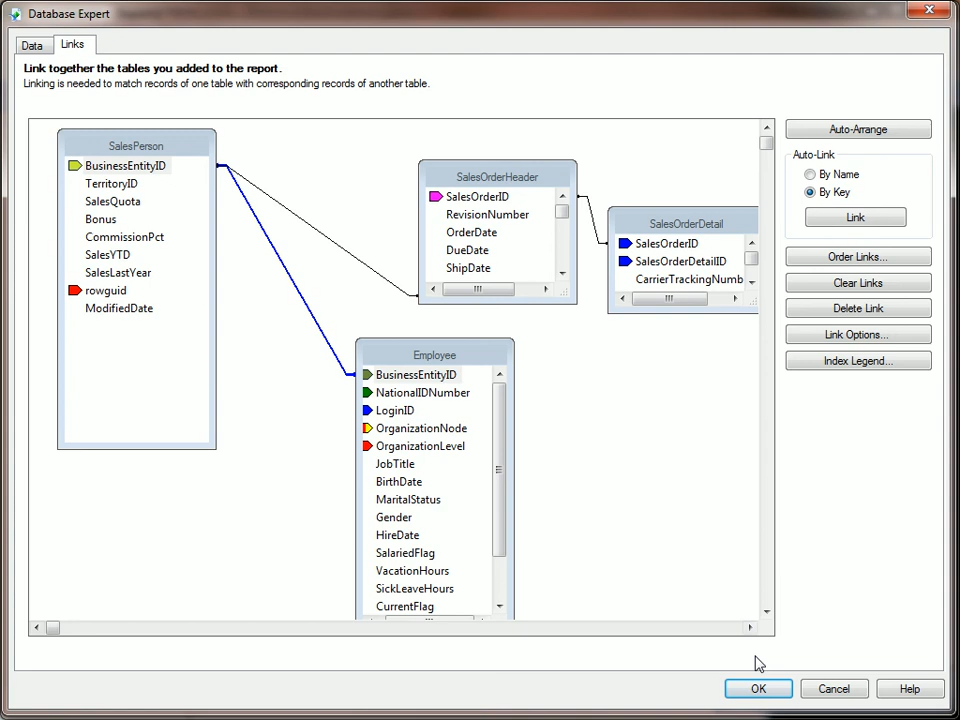 Database Expert
Data
Links
Link together the tables you added to the report.
Linking is needed to match records of one table with corresponding records of another table.
SalesPerson
BusinessEntityID
TerritoryID
SalesQuota
Bonus
CommissionPct
SalesYTD
SalesLastYear
rowguid
ModifiedDate
SalesOrderHeader
SalesOrderID
RevisionNumber
OrderDate
DueDate
ShipDate
SalesOrderDetail
SalesOrderID
SalesOrderDetailID
CarrierTrackingNumb
Employee
BusinessEntityID
NationalIDNumber
LoginID
OrganizationNode
OrganizationLevel
JobTitle
BirthDate
MaritalStatus
Gender
HireDate
SalariedFlag
VacationHours
SickLeaveHours
CurrentFlag
Auto-Arrange
Auto-Link
By Name
By Key
Link
Order Links...
Clear Links
Delete Link
Link Options...
Index Legend...
OK
Cancel
Help